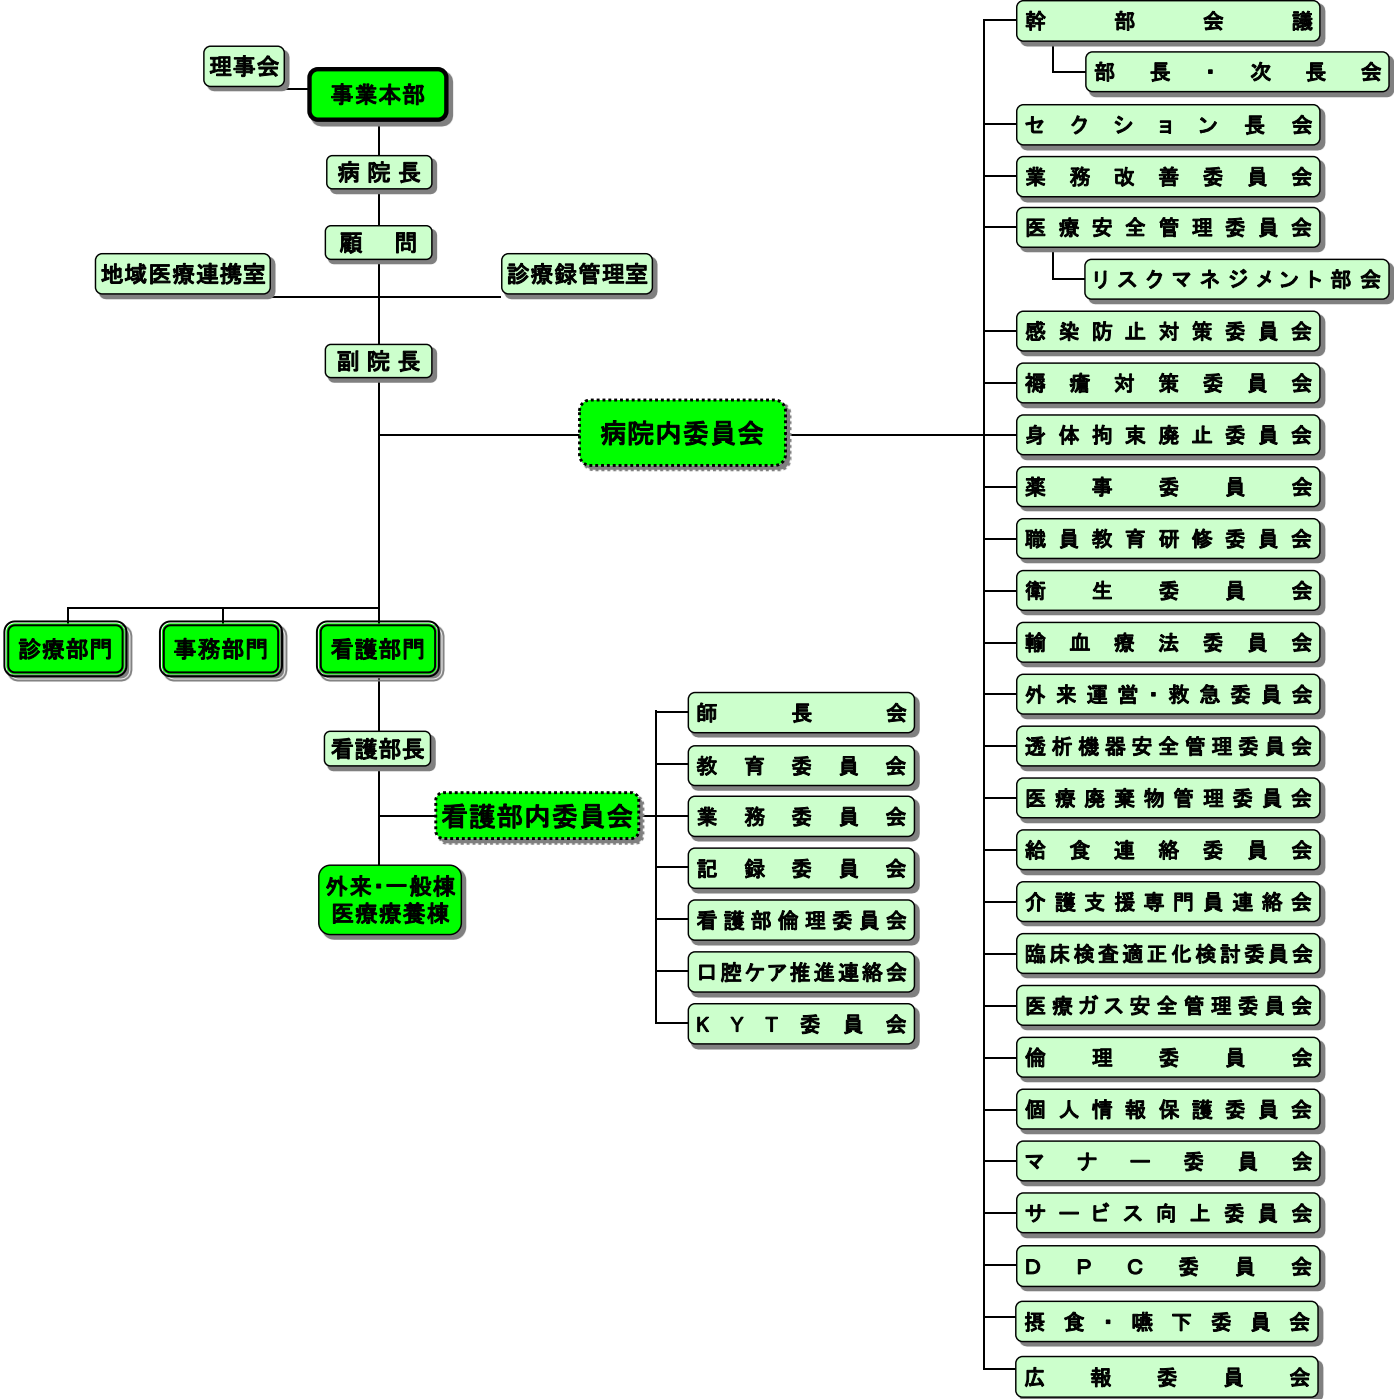 理事会
事業本部
病院長
顧問
地域医療連携室
診療録管理室
副院長
病院内委員会
診療部門
事務部門
看護部門
看護部長
看護部内委員会
外来・一般棟
医療療養棟
師長会
教育委員会
業務委員会
記録委員会
看護部倫理委員会
口腔ケア推進連絡会
KYT委員会
幹部会議
部長・次長会
セクション長会
業務改善委員会
医療安全管理委員会
リスクマネジメント部会
感染防止対策委員会
褥瘡対策委員会
身体拘束廃止委員会
薬事委員会
職員教育研修委員会
衛生委員会
輸血療法委員会
外来運営・救急委員会
透析機器安全管理委員会
医療廃棄物管理委員会
給食連絡委員会
介護支援専門員連絡会
臨床検査適正化検討委員会
医療ガス安全管理委員会
倫理委員会
個人情報保護委員会
マナー委員会
サービス向上委員会
DPC委員会
摂食・嚥下委員会
広報委員会